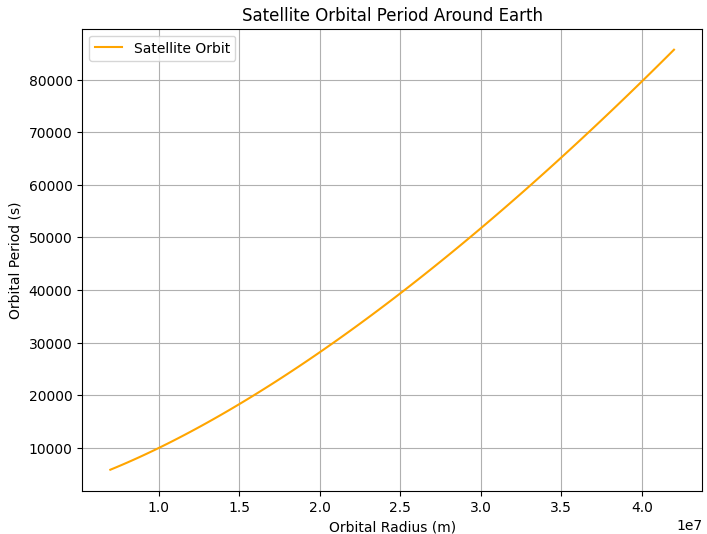 Satellite Orbital Period Around Earth
Satellite Orbit
Orbital Period (s)
80000
70000
60000
50000
40000
30000
20000
10000
1.0 1.5 2.0 2.5 3.0 3.5 4.0
1e7
Orbital Radius (m)